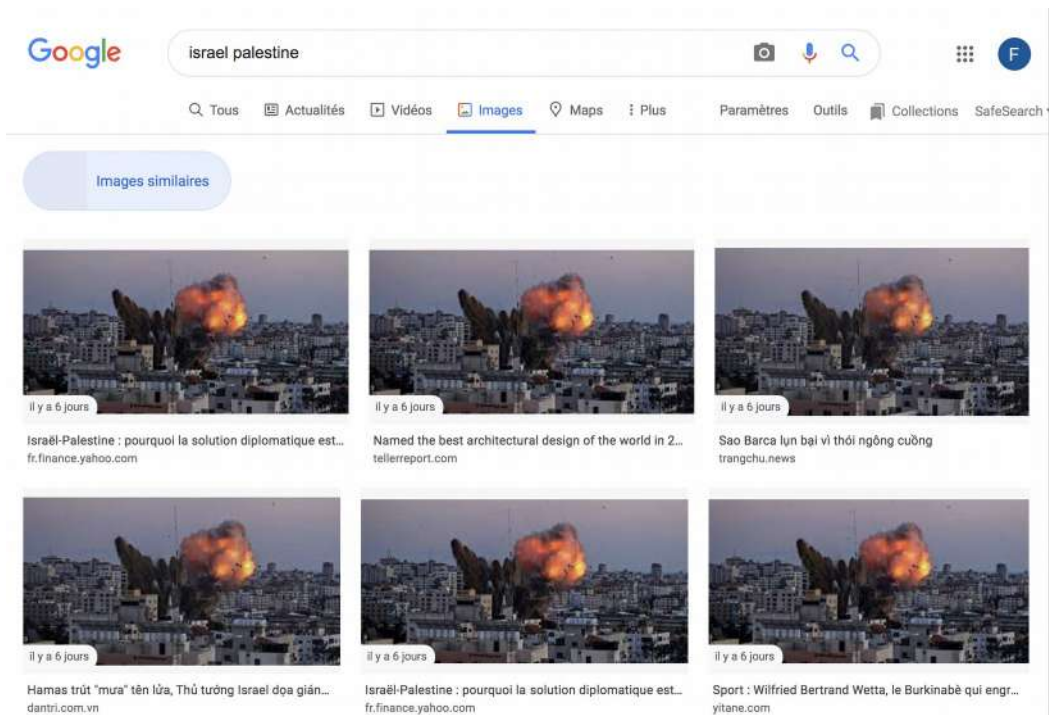 Google
israel palestine
F
Tous
Actualités
Vidéos
Images
Maps
Plus
Paramètres
Outils
Collections
SafeSearch
Images similaires
il y a 6 jours
il y a 6 jours
il y a 6 jours
Israël-Palestine : pourquoi la solution diplomatique est...
fr.finance.yahoo.com
Named the best architectural design of the world in 2...
tellerreport.com
Sao Barca lụn bại vì thói ngông cuồng
trangchu.news
il y a 6 jours
il y a 6 jours
il y a 6 jours
Hamas trút "mưa" tên lửa, Thủ tướng Israel dọa gián...
dantri.com.vn
Israël-Palestine : pourquoi la solution diplomatique est...
fr.finance.yahoo.com
Sport : Wilfried Bertrand Wetta, le Burkinabè qui engr...
yitane.com